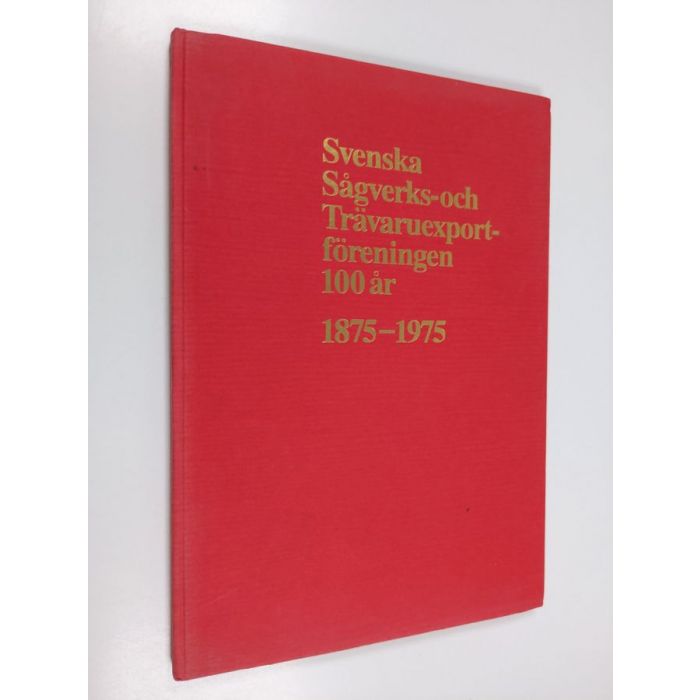 Svenska
Sågverks-och
Trävaruexport-
föreningen
100 år
1875–1975